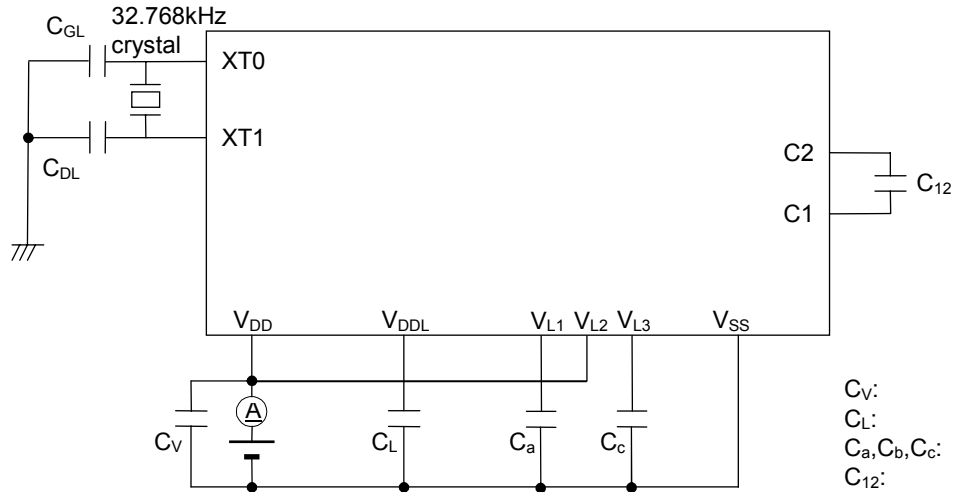 32.768kHz
crystal
C_GL
XT0
XT1
C_DL
C2
C1
C_12
V_DD
V_DDL
V_L1
V_L2
V_L3
V_SS
A
C_V
C_L
C_a
C_c
C_V:
C_L:
C_a,C_b,C_c:
C_12: